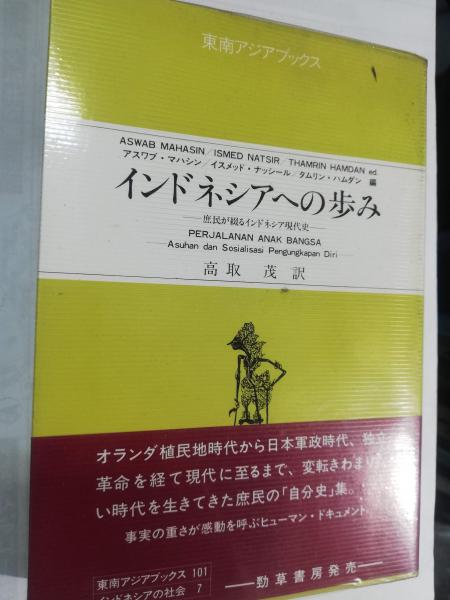 東南アジアブックス
ASWAB MAHASIN/ISMED NATSIR/THAMRIN HAMDAN ed.
アスワブ・マハシン/イスメッド・ナッシール/タムリン・ハムダン 編
インドネシアへの歩み
——庶民が綴るインドネシア現代史——
PERJALANAN ANAK BANGSA
Asuhan dan Sosialisasi Pengungkapan Diri
高取 茂 訳
オランダ植民地時代から日本軍政時代、独立
革命を経て現代に至るまで、変転きわまり
い時代を生きてきた庶民の「自分史」集。
事実の重さが感動を呼ぶヒューマン・ドキュメント。
東南アジアブックス 101
インドネシアの社会 7
——勁草書房発売——